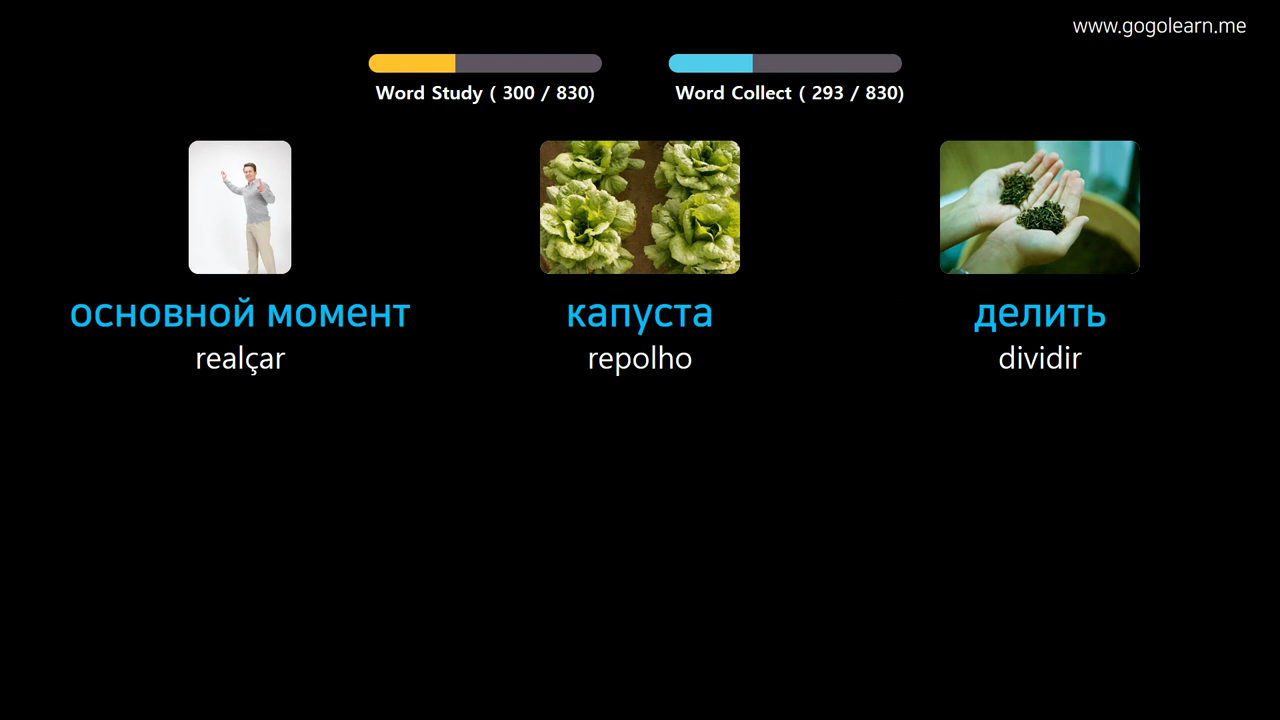 www.gogolearn.me
Word Study ( 300 / 830)
Word Collect ( 293 / 830)
основной момент
realçar
капуста
repolho
делить
dividir